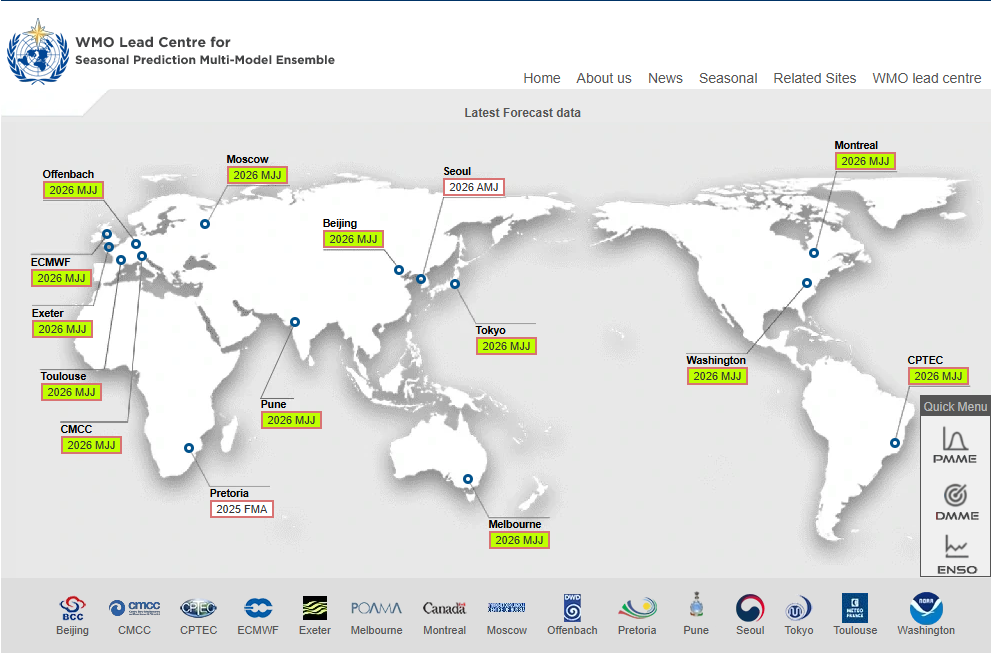 WMO Lead Centre for
Seasonal Prediction Multi-Model Ensemble
Home About us News Seasonal Related Sites WMO lead centre
Latest Forecast data
Montreal
2026 MJJ
Moscow
2026 MJJ
Offenbach
2026 MJJ
Seoul
2026 AMJ
Beijing
2026 MJJ
ECMWF
2026 MJJ
Exeter
2026 MJJ
Tokyo
2026 MJJ
Washington
2026 MJJ
CPTEC
2026 MJJ
Toulouse
2026 MJJ
Pune
2026 MJJ
CMCC
2026 MJJ
Pretoria
2025 FMA
Melbourne
2026 MJJ
Quick Menu
PMME
DMME
ENSO
BCC
cmcc
CPTEC
POAMA
Canada
DWD
METEO FRANCE
NOAA
Beijing CMCC CPTEC ECMWF Exeter Melbourne Montreal Moscow Offenbach Pretoria Pune Seoul Tokyo Toulouse Washington